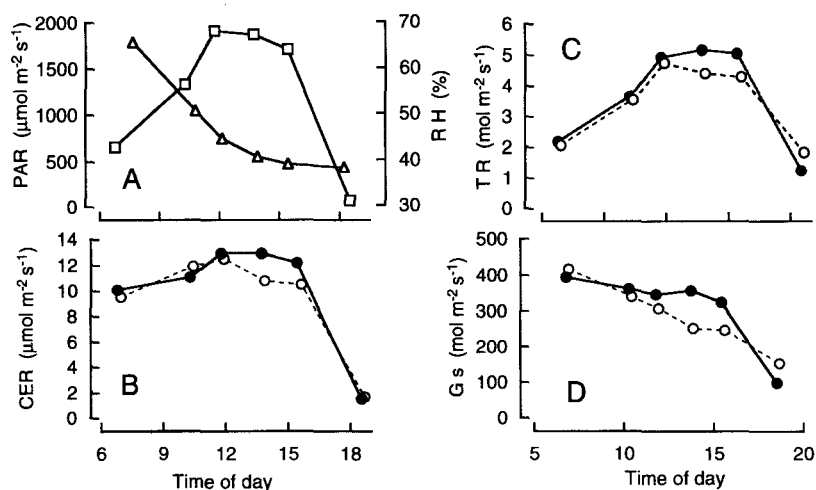 PAR (μmol m⁻² s⁻¹)
2000
1500
1000
500
0
A
70
60
50
40
30
RH (%)
CER (μmol m⁻² s⁻¹)
14
12
10
8
6
4
2
0
B
6 9 12 15 18
Time of day
TR (mol m⁻² s⁻¹)
6
5
4
3
2
1
0
C
Gs (mol m⁻² s⁻¹)
500
400
300
200
100
0
D
5 10 15 20
Time of day